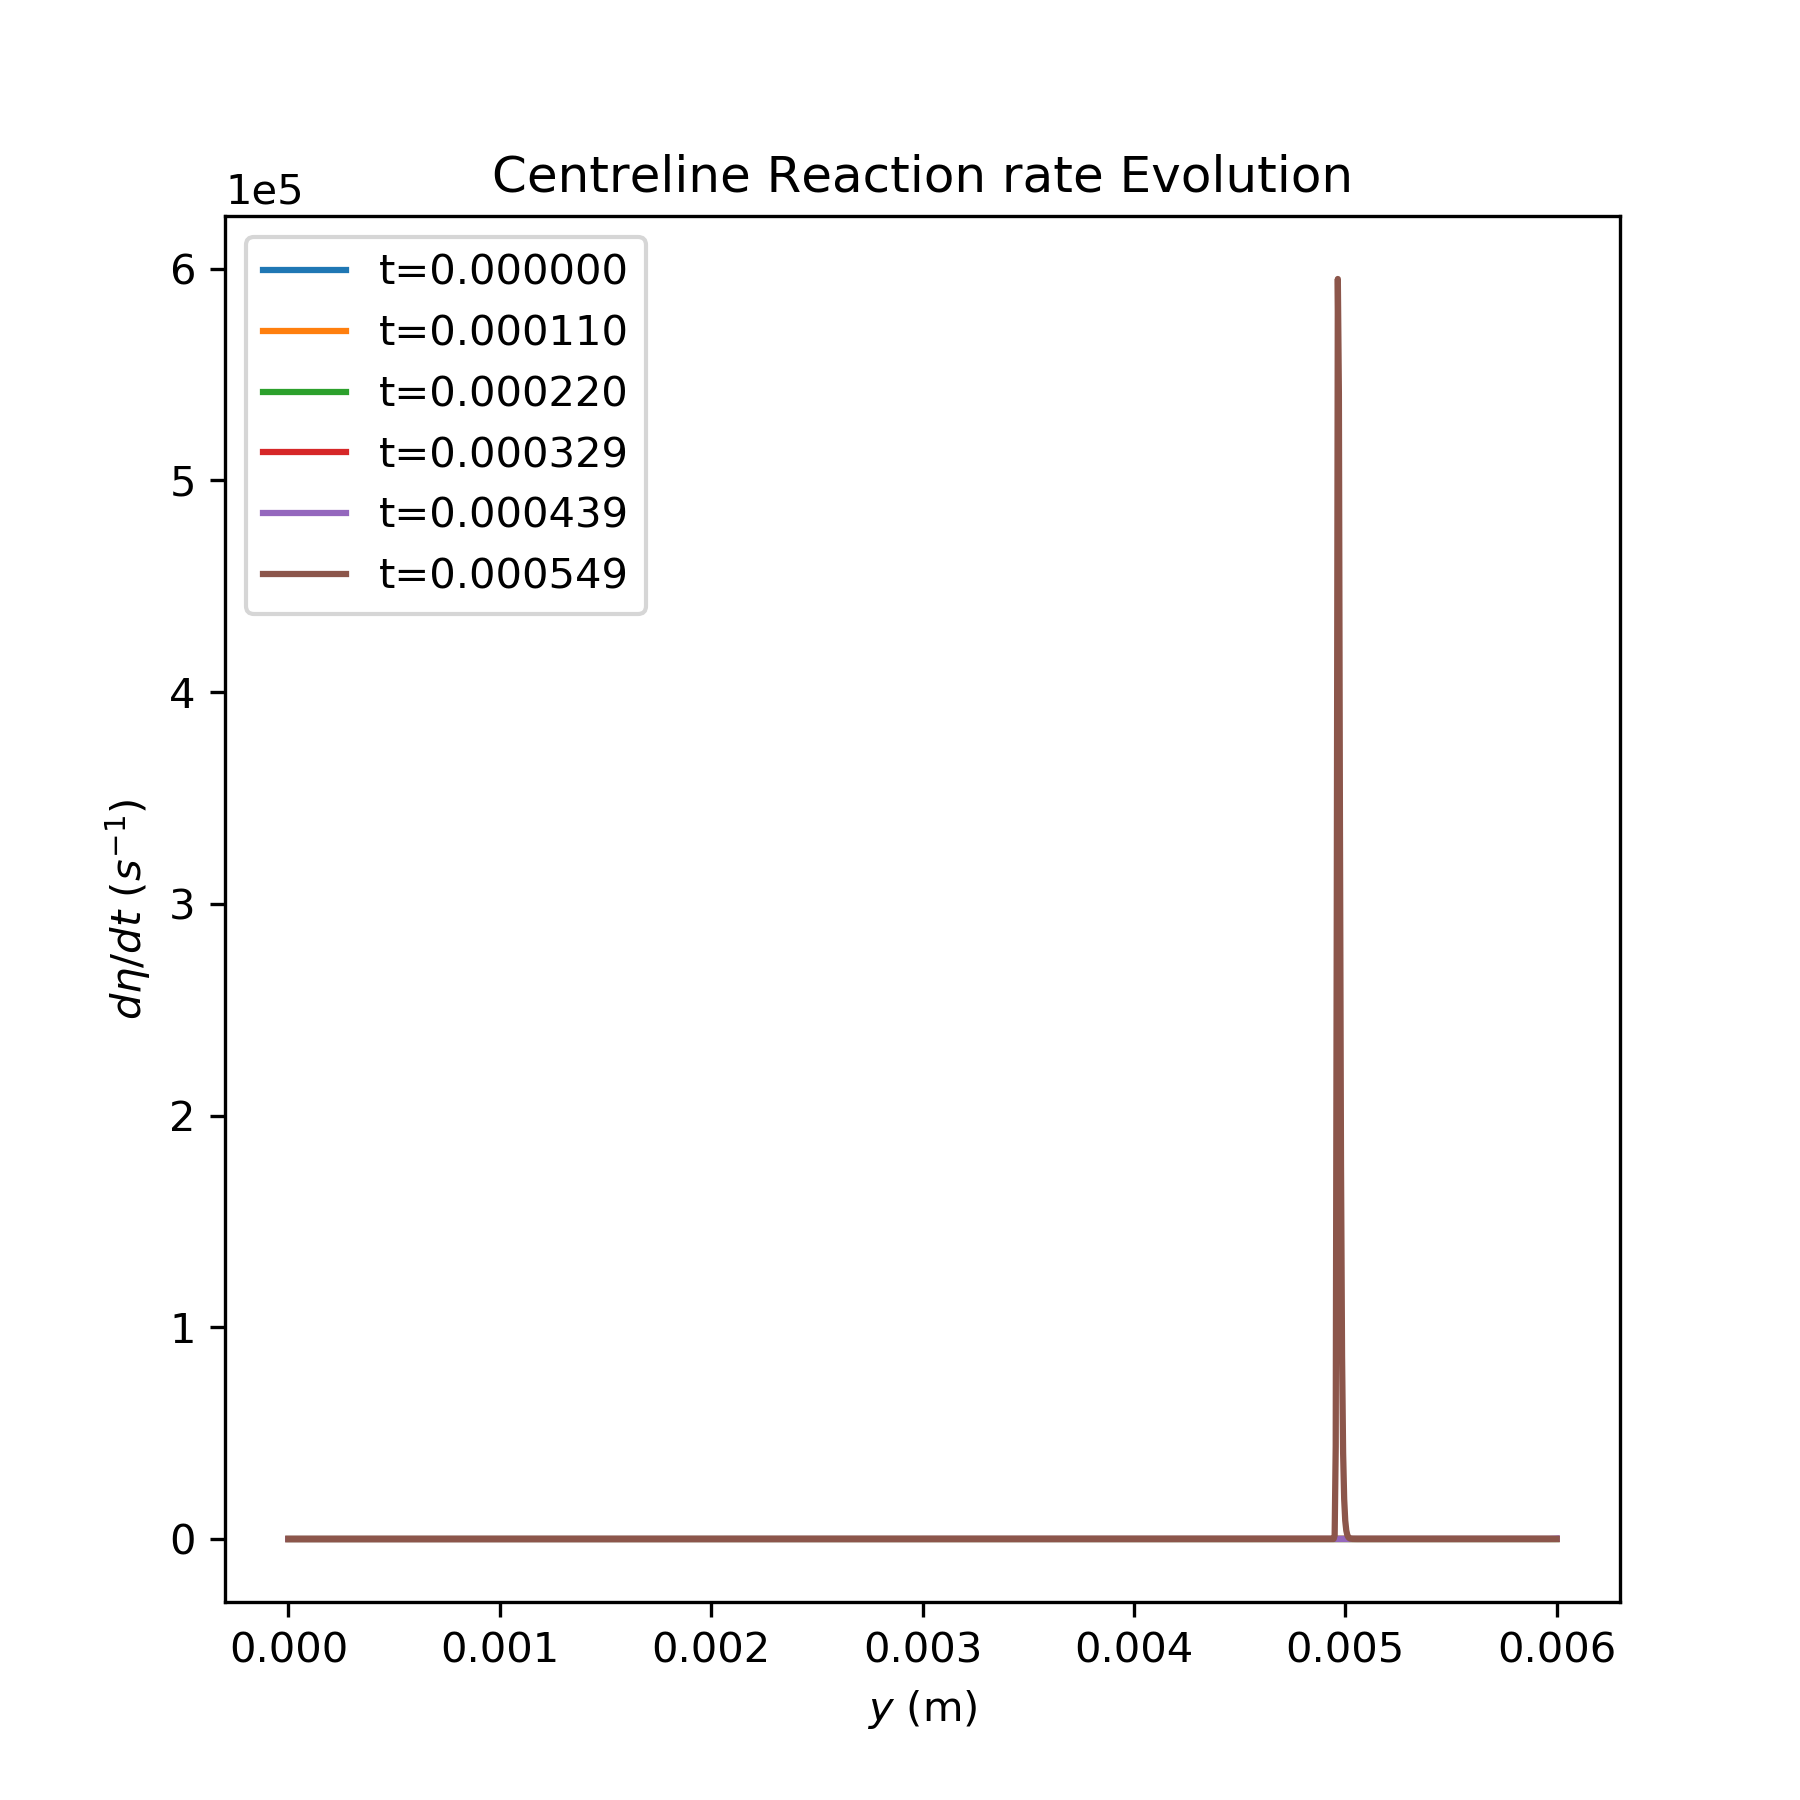 Centreline Reaction rate Evolution
1e5
t=0.000000
t=0.000110
t=0.000220
t=0.000329
t=0.000439
t=0.000549
6
5
4
3
2
1
0
dη/dt (s⁻¹)
0.000 0.001 0.002 0.003 0.004 0.005 0.006
y (m)